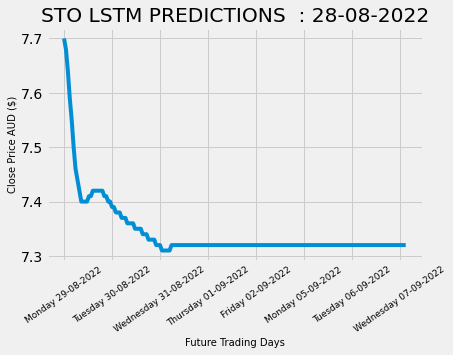 STO LSTM PREDICTIONS  : 28-08-2022
7.7
7.6
7.5
7.4
7.3
Close Price AUD ($)
Monday 29-08-2022
Tuesday 30-08-2022
Wednesday 31-08-2022
Thursday 01-09-2022
Friday 02-09-2022
Monday 05-09-2022
Tuesday 06-09-2022
Wednesday 07-09-2022
Future Trading Days